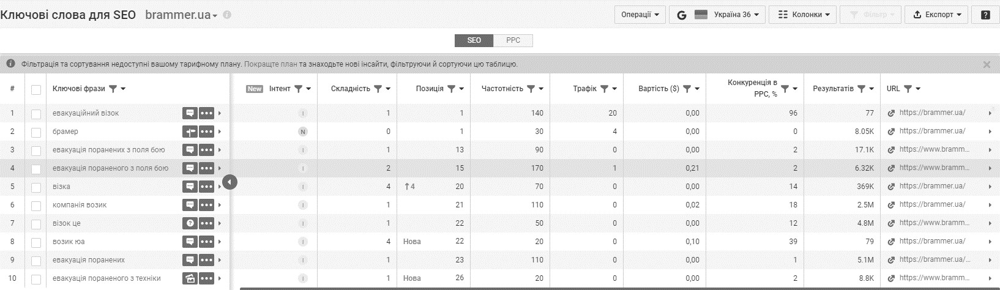 Ключові слова для SEO brammer.ua
Операції Україна 36 Колонки Фільтр Експорт ?
SEO PPC
Фільтрація та сортування недоступні вашому тарифному плану. Покращте план та знаходьте нові інсайти, фільтруючи й сортуючи цю таблицю.
# Ключові фрази New Інтент Складність Позиція Частотність Трафік Вартість ($) Конкуренція в PPC, % Результатів URL
1 евакуаційний візок I 1 1 140 20 0,00 96 77 https://brammer.ua/
2 брамер N 0 1 30 4 0,00 0 8.05K https://brammer.ua/
3 евакуація поранених з поля бою I 1 13 90 0 0,00 2 17.1K https://www.bramm...
4 евакуація пораненого з поля бою I 2 15 170 1 0,21 2 6.32K https://www.bramm...
5 візка I 4 ↑4 20 70 0 0,00 14 369K https://brammer.ua/
6 компанія возик I 1 21 110 0 0,02 18 2.5M https://brammer.ua/
7 візок це I 1 22 50 0 0,00 12 4.8M https://www.bramm...
8 возик юа I 4 Нова 22 20 0 0,10 39 79 https://brammer.ua/
9 евакуація поранених I 1 23 110 0 0,00 1 5.1M https://brammer.ua/...
10 евакуація пораненого з техніки I 1 Нова 26 20 0 0,00 2 8.8K https://www.bramm...